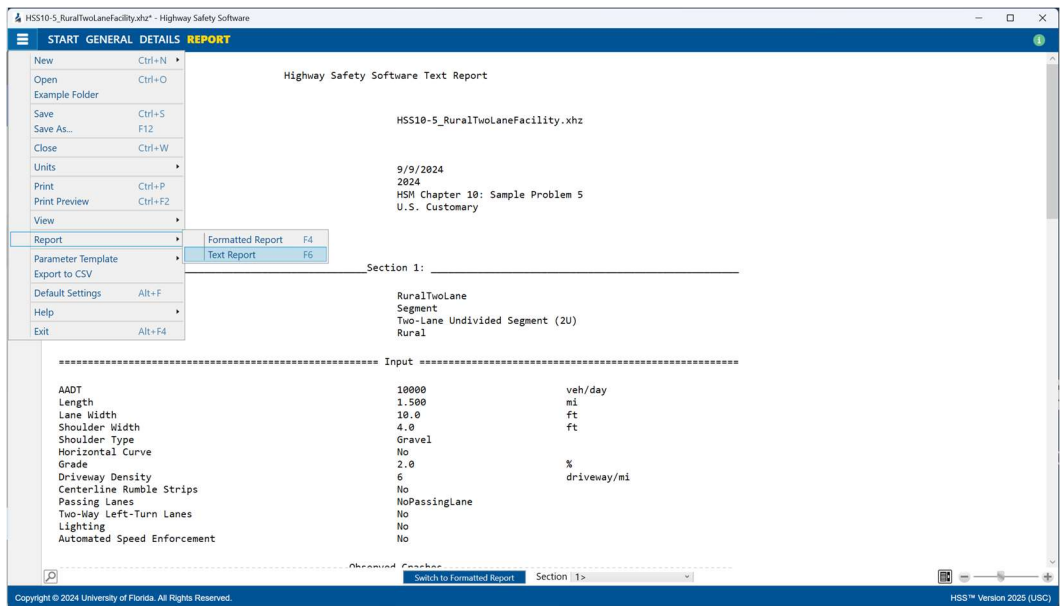 HSS10-5_RuralTwoLaneFacility.xhz* - Highway Safety Software
START GENERAL DETAILS REPORT
New Ctrl+N
Open Ctrl+O
Example Folder
Save Ctrl+S
Save As... F12
Close Ctrl+W
Units
Print Ctrl+P
Print Preview Ctrl+F2
View
Report
Formatted Report F4
Text Report F6
Parameter Template
Export to CSV
Default Settings Alt+F
Help
Exit Alt+F4
Highway Safety Software Text Report
HSS10-5_RuralTwoLaneFacility.xhz
9/9/2024
2024
HSM Chapter 10: Sample Problem 5
U.S. Customary
Section 1:
RuralTwoLane
Segment
Two-Lane Undivided Segment (2U)
Rural
Input
AADT 10000 veh/day
Length 1.500 mi
Lane Width 10.0 ft
Shoulder Width 4.0 ft
Shoulder Type Gravel
Horizontal Curve No
Grade 2.0 %
Driveway Density 6 driveway/mi
Centerline Rumble Strips No
Passing Lanes NoPassingLane
Two-Way Left-Turn Lanes No
Lighting No
Automated Speed Enforcement No
Observed Crashes
Switch to Formatted Report Section 1>
Copyright © 2024 University of Florida. All Rights Reserved. HSS™ Version 2025 (USC)